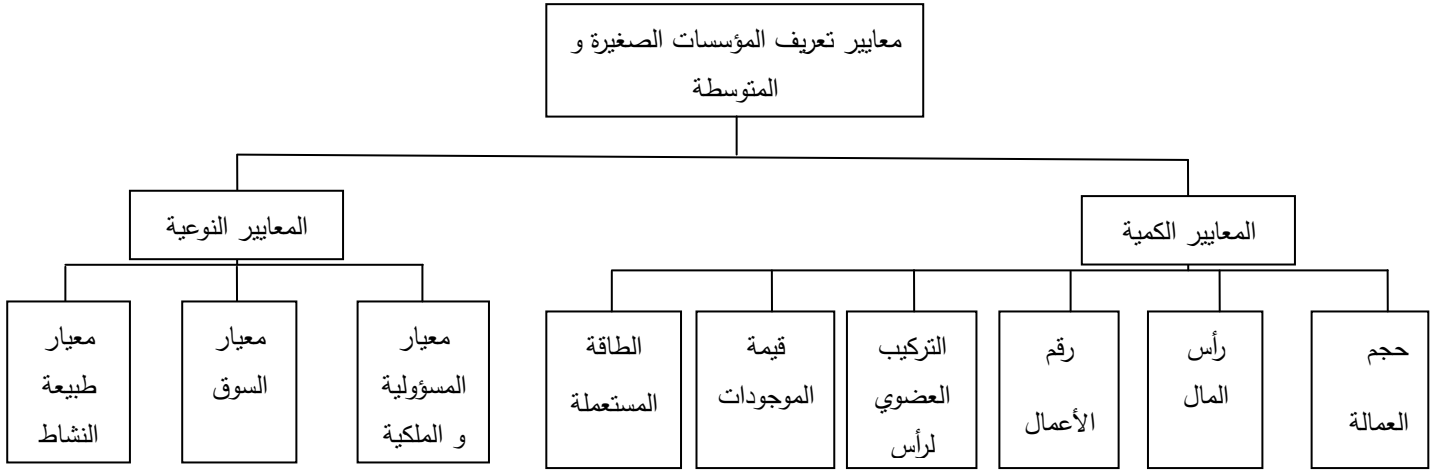 معايير تعريف المؤسسات الصغيرة و
المتوسطة
المعايير الكمية
المعايير النوعية
حجم
العمالة
رأس
المال
رقم
الأعمال
التركيب
العضوي
لرأس
قيمة
الموجودات
الطاقة
المستعملة
معيار
المسؤولية
و الملكية
معيار
السوق
معيار
طبيعة
النشاط